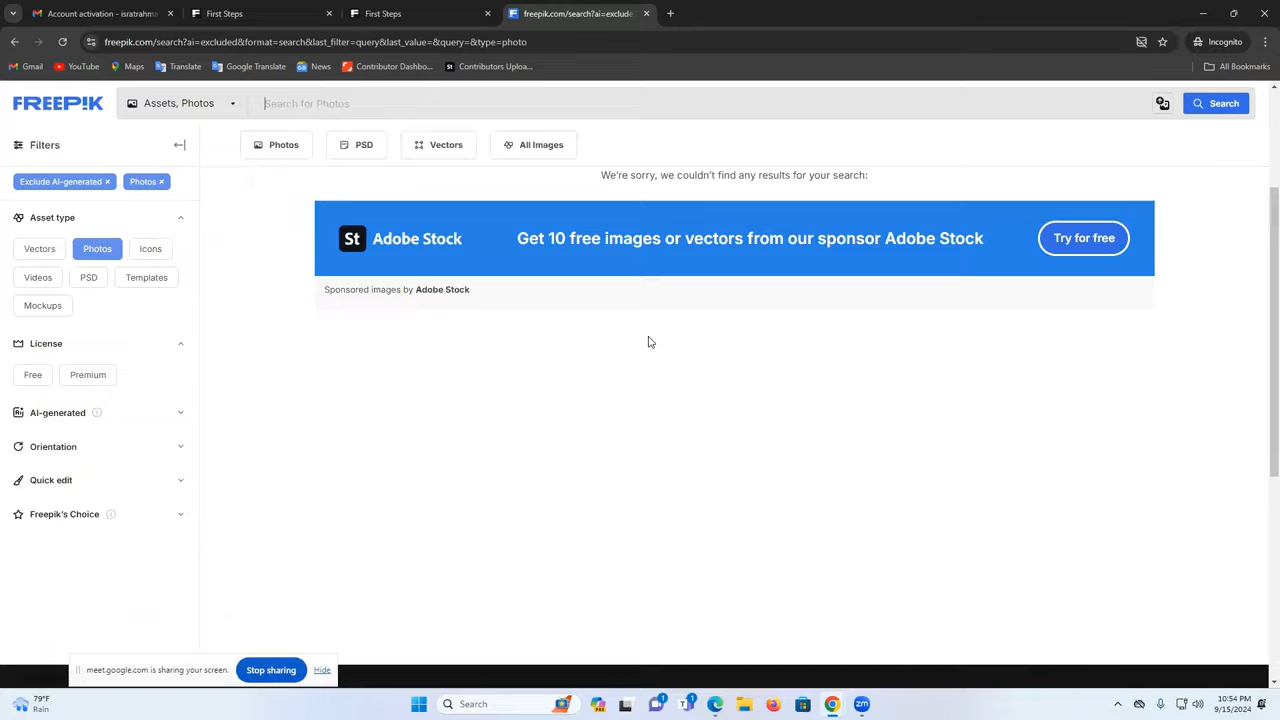 Account activation - isratrahma
First Steps
First Steps
freepik.com/search?ai=exclude
freepik.com/search?ai=excluded&format=search&last_filter=query&last_value=&query=&type=photo
Incognito
Gmail
YouTube
Maps
Translate
Google Translate
News
Contributor Dashbo...
Contributors Uploa...
All Bookmarks
FREEPIK
Assets, Photos
Search for Photos
Search
Filters
Photos
PSD
Vectors
All Images
Exclude AI-generated ×
Photos ×
We're sorry, we couldn't find any results for your search:
Asset type
Vectors
Photos
Icons
Videos
PSD
Templates
Mockups
St Adobe Stock
Get 10 free images or vectors from our sponsor Adobe Stock
Try for free
Sponsored images by Adobe Stock
License
Free
Premium
AI-generated
Orientation
Quick edit
Freepik's Choice
meet.google.com is sharing your screen.
Stop sharing
Hide
79°F
Rain
Search
10:54 PM
9/15/2024